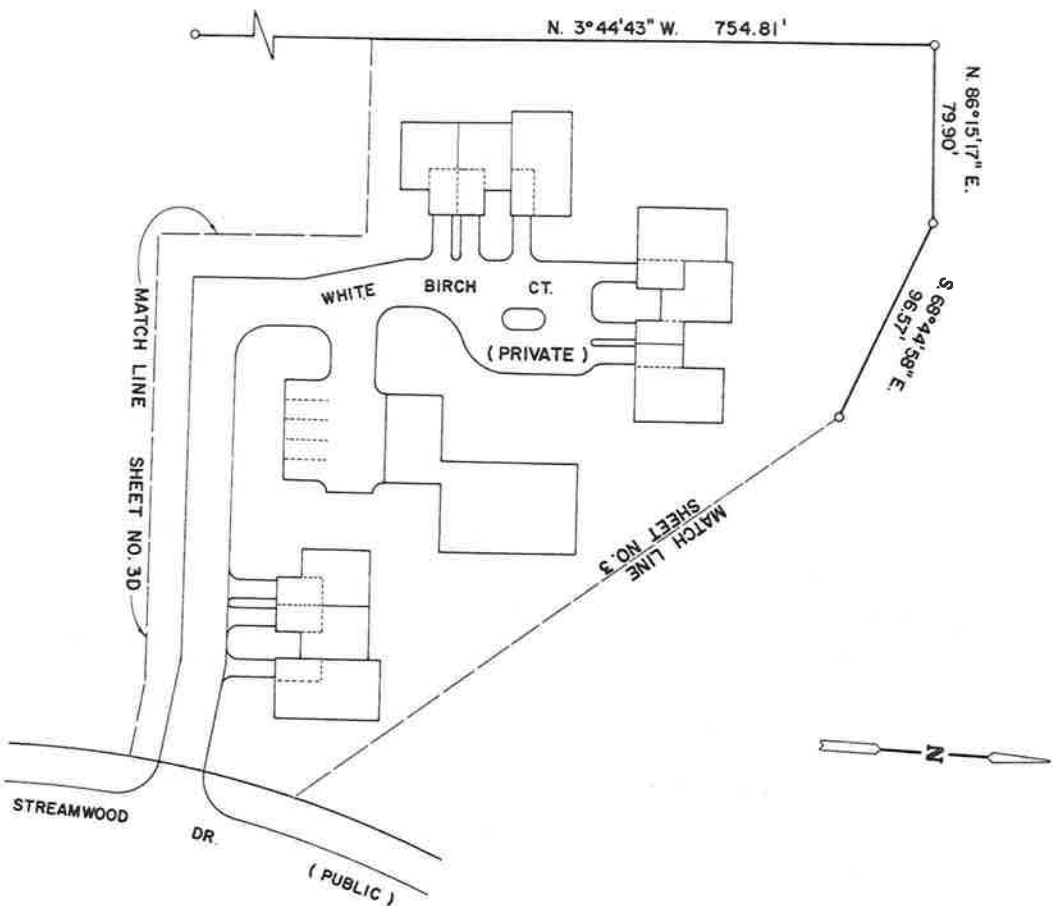 N. 3°44'43" W. 754.81'
N. 86°15'17" E.
79.90'
S. 68°44'58" E.
96.57'
WHITE BIRCH CT.
( PRIVATE )
MATCH LINE SHEET NO. 3D
MATCH LINE
SHEET NO. 3
N
STREAMWOOD DR.
( PUBLIC )